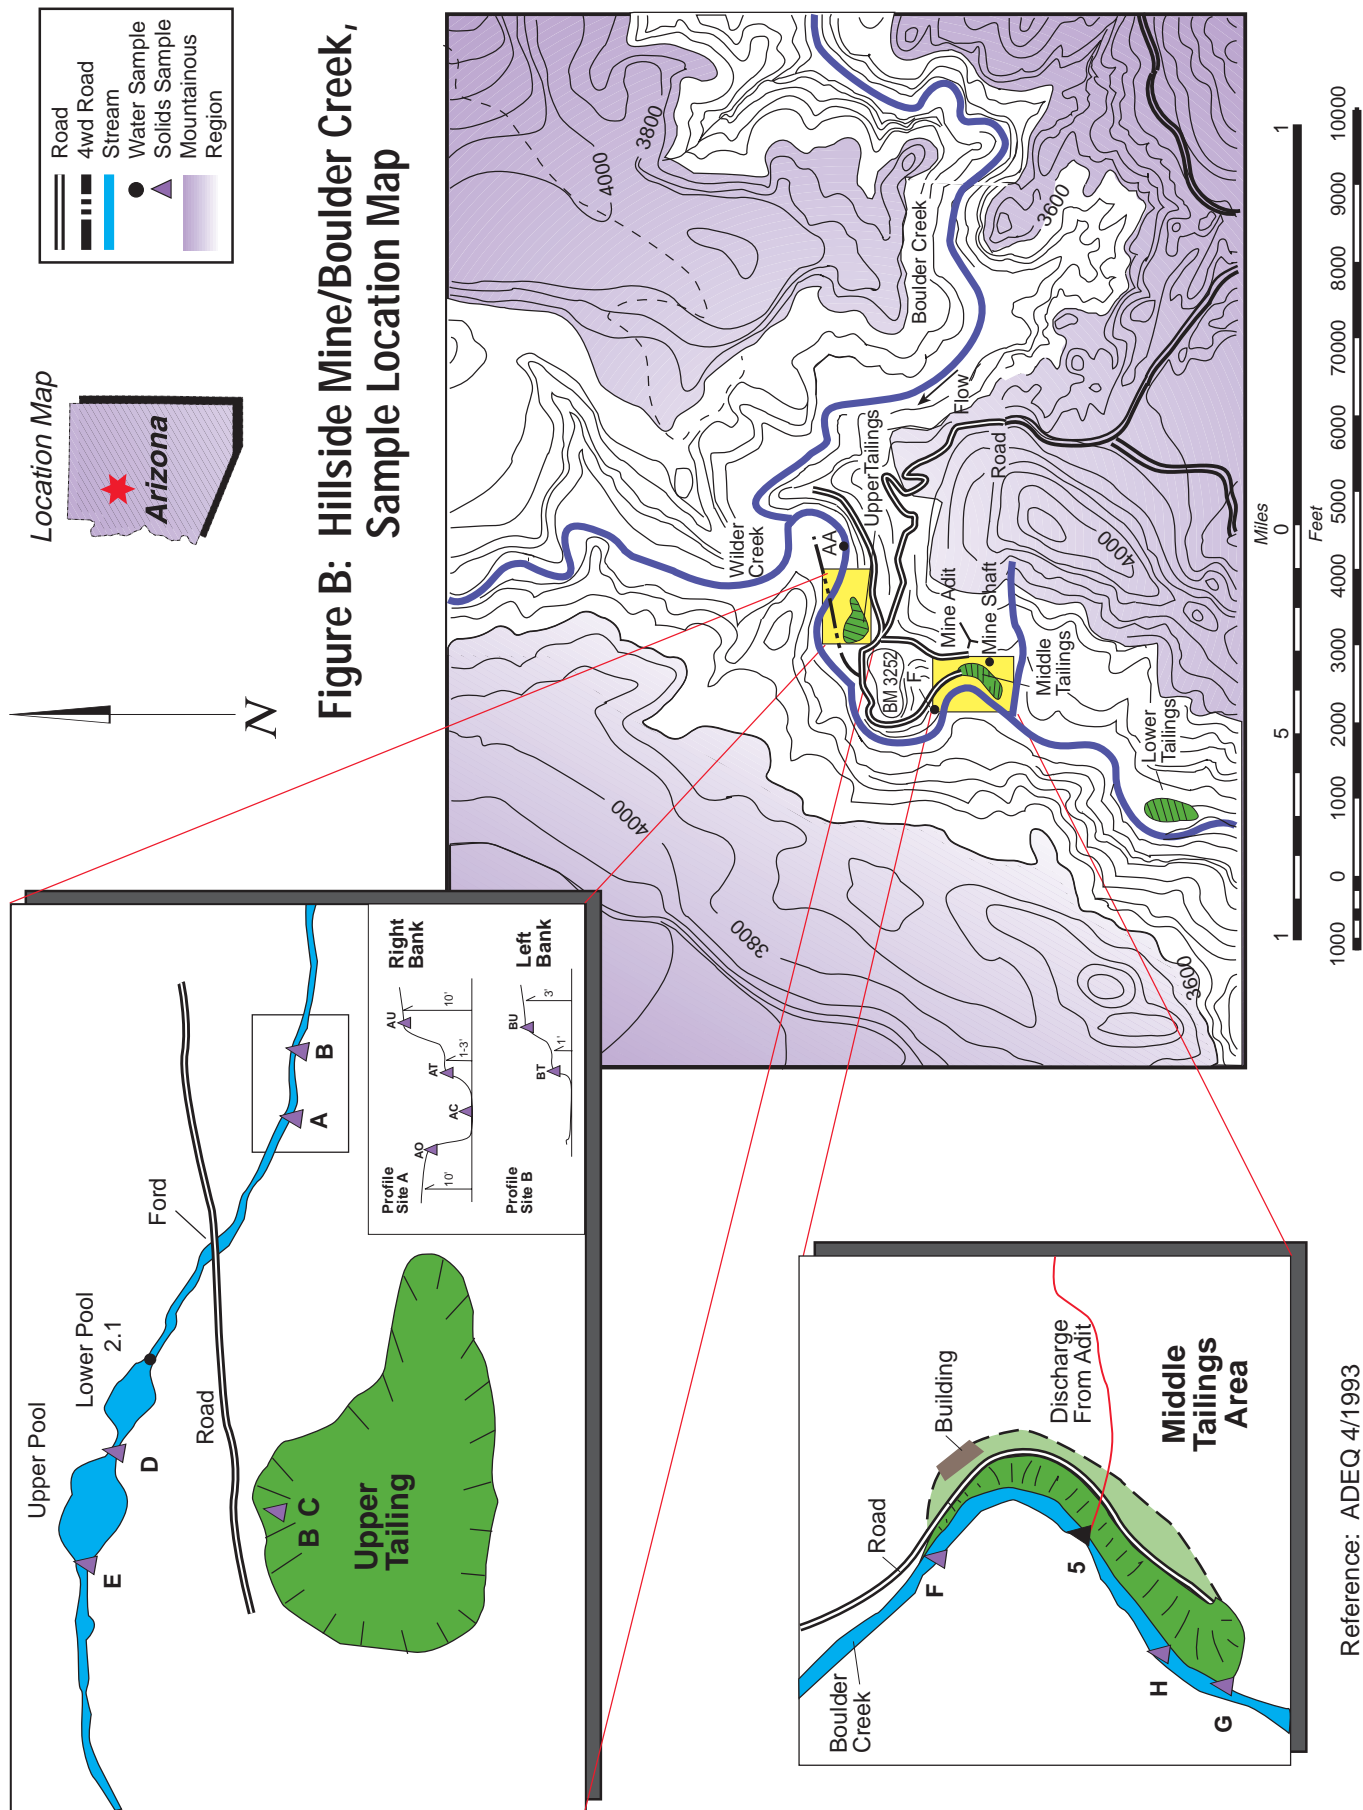 Figure B: Hillside Mine/Boulder Creek,
Sample Location Map
Location Map
Arizona
N
Road
4wd Road
Stream
Water Sample
Solids Sample
Mountainous
Region
Upper Pool
Lower Pool
2.1
Ford
Road
E
D
A
B
B C
Upper
Tailing
Profile
Site A
Right
Bank
AO
AC
AT
AU
10'
1-3'
10'
Profile
Site B
Left
Bank
BT
BU
1'
3'
4000
3800
3600
4000
3800
3600
4000
Wilder
Creek
Boulder Creek
AA
Upper Tailings
Flow
Road
BM 3252
F
Mine Adit
Mine Shaft
Middle
Tailings
Lower
Tailings
Boulder
Creek
Road
Building
Discharge
From Adit
F
5
H
G
Middle
Tailings
Area
1
5
0
1
Miles
Feet
1000
0
1000
2000
3000
4000
5000
6000
70000
8000
9000
10000
Reference: ADEQ 4/1993